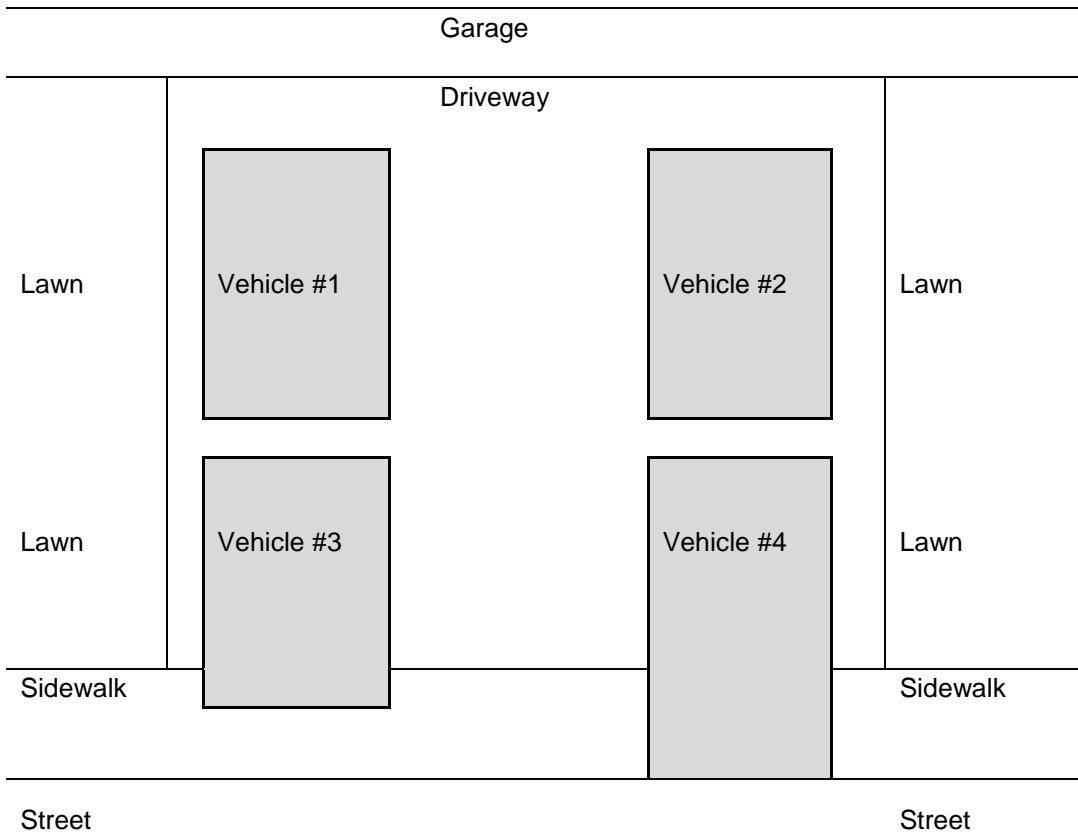 Garage
Driveway
Lawn Vehicle #1 Vehicle #2 Lawn
Lawn Vehicle #3 Vehicle #4 Lawn
Sidewalk Sidewalk
Street Street